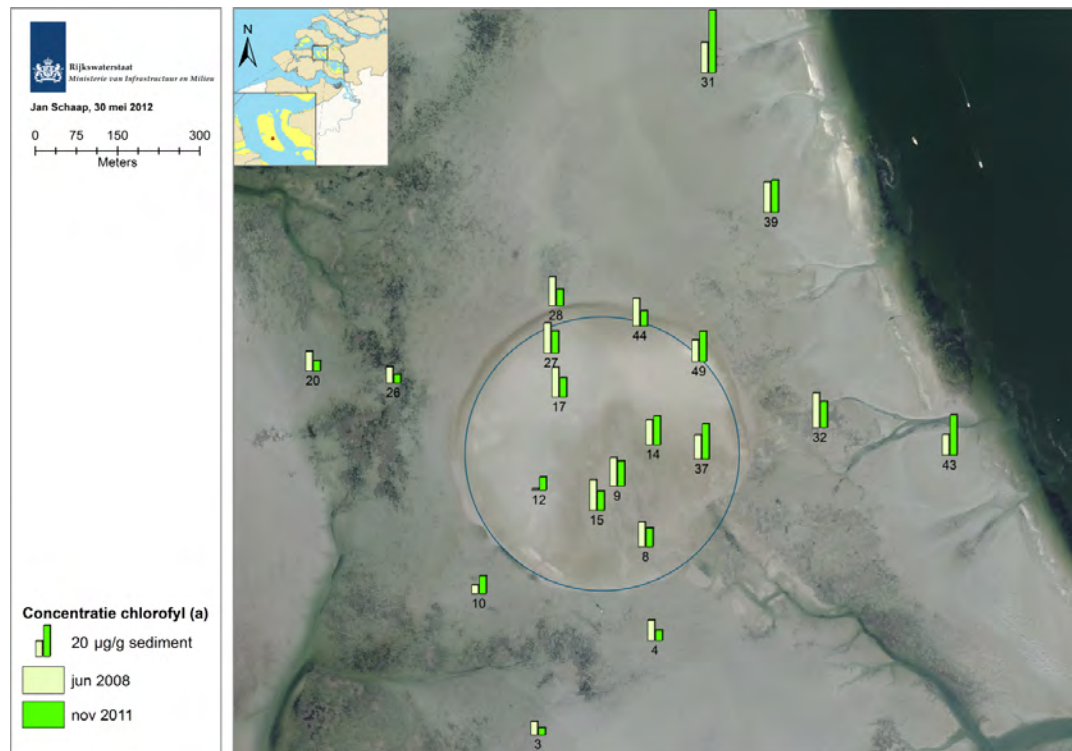 Rijkswaterstaat
Ministerie van Infrastructuur en Milieu
Jan Schaap, 30 mei 2012
0 75 150 300
Meters
N
31
39
28
44
27
49
20
26
17
32
14
37
43
9
12
15
8
10
4
3
Concentratie chlorofyl (a)
20 µg/g sediment
jun 2008
nov 2011